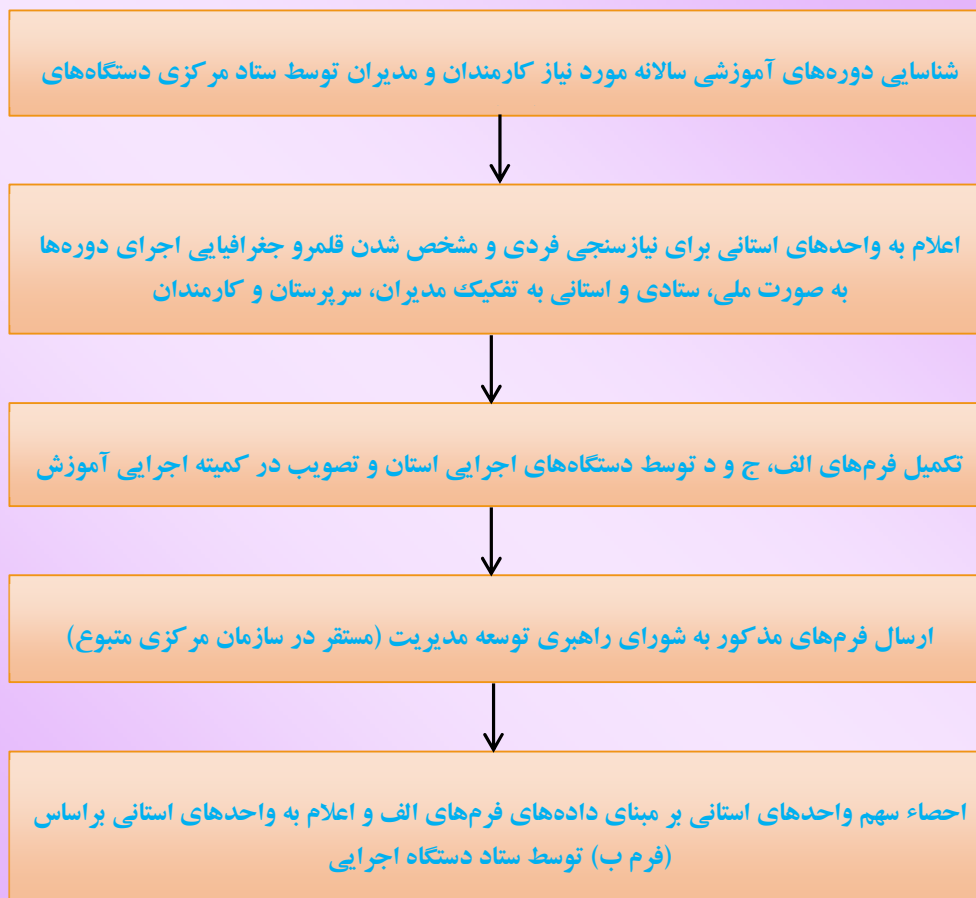 شناسایی دوره‌های آموزشی سالانه مورد نیاز کارمندان و مدیران توسط ستاد مرکزی دستگاه‌های
اعلام به واحدهای استانی برای نیازسنجی فردی و مشخص شدن قلمرو جغرافیایی اجرای دوره‌ها
به صورت ملی، ستادی و استانی به تفکیك مدیران، سرپرستان و کارمندان
تکمیل فرم‌های الف، ج و د توسط دستگاه‌های اجرایی استان و تصویب در کمیته اجرایی آموزش
ارسال فرم‌های مذکور به شورای راهبری توسعه مدیریت (مستقر در سازمان مرکزی متبوع)
احصاء سهم واحدهای استانی بر مبنای داده‌های فرم‌های الف و اعلام به واحدهای استانی براساس
(فرم ب) توسط ستاد دستگاه اجرایی